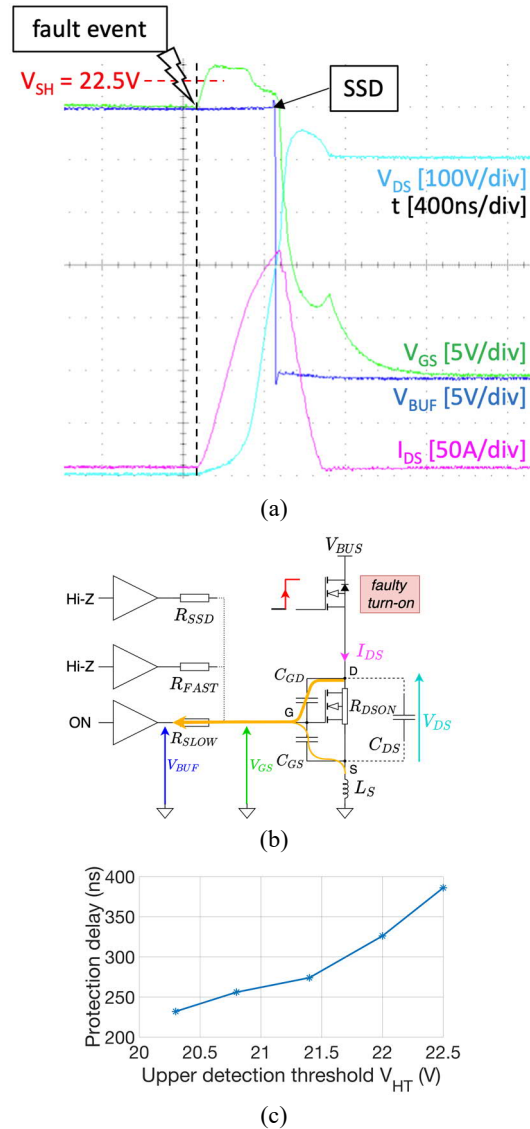 fault event
V_SH = 22.5V
SSD
V_DS [100V/div]
t [400ns/div]
V_GS [5V/div]
V_BUF [5V/div]
I_DS [50A/div]
(a)
V_BUS
Hi-Z
R_SSD
faulty
turn-on
Hi-Z
R_FAST
I_DS
C_GD
D
ON
R_SLOW
G
R_DSON
V_DS
V_BUF
V_GS
C_GS
C_DS
S
L_S
(b)
Protection delay (ns)
400
350
300
250
200
20
20.5
21
21.5
22
22.5
Upper detection threshold V_HT (V)
(c)